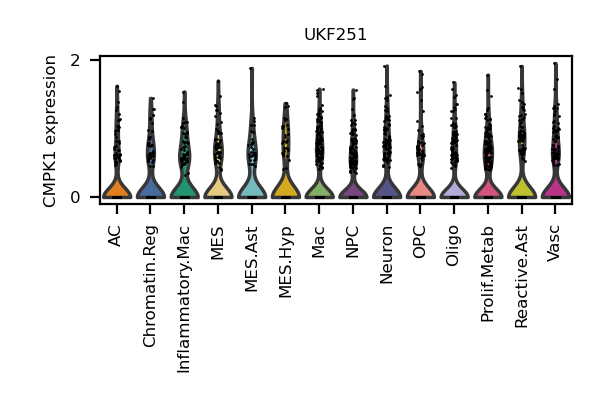 UKF251
CMPK1 expression
2
0
AC
Chromatin.Reg
Inflammatory.Mac
MES
MES.Ast
MES.Hyp
Mac
NPC
Neuron
OPC
Oligo
Prolif.Metab
Reactive.Ast
Vasc